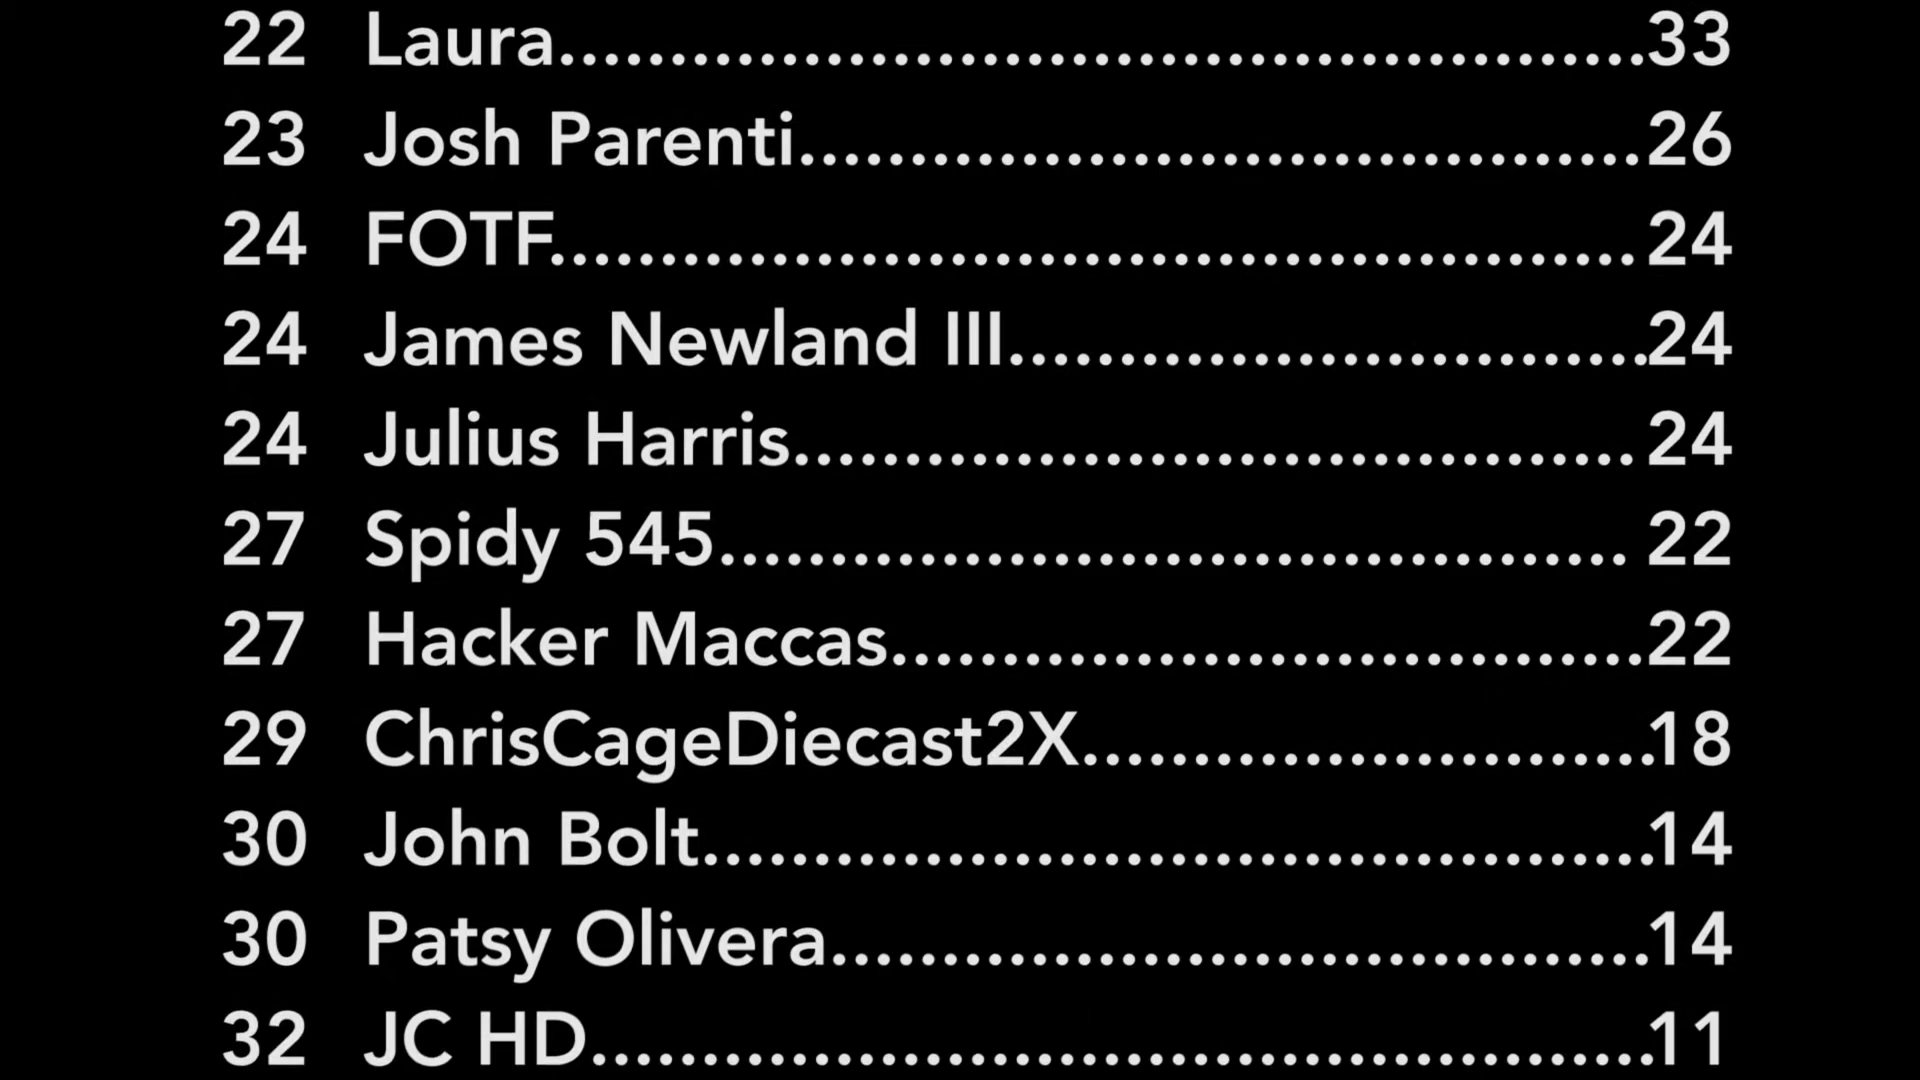 22 Laura.................................................33
23 Josh Parenti......................................26
24 FOTF................................................. 24
24 James Newland III.............................24
24 Julius Harris...................................... 24
27 Spidy 545......................................... 22
27 Hacker Maccas..................................22
29 ChrisCageDiecast2X..........................18
30 John Bolt...........................................14
30 Patsy Olivera.....................................14
32 JC HD................................................11